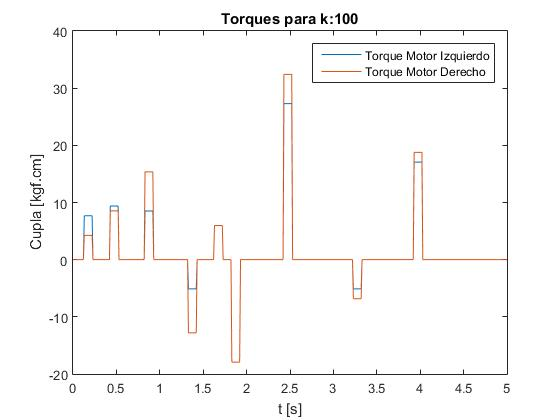 Torques para k:100
40
30
20
10
0
-10
-20
Cupla [kgf.cm]
Torque Motor Izquierdo
Torque Motor Derecho
0 0.5 1 1.5 2 2.5 3 3.5 4 4.5 5
t [s]